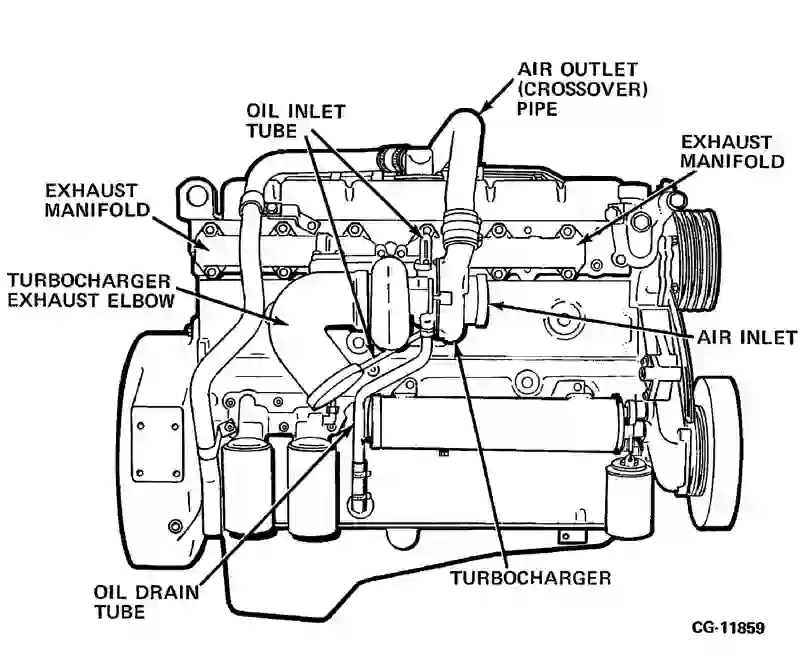 AIR OUTLET
(CROSSOVER)
PIPE
OIL INLET
TUBE
EXHAUST
MANIFOLD
EXHAUST
MANIFOLD
TURBOCHARGER
EXHAUST ELBOW
AIR INLET
TURBOCHARGER
OIL DRAIN
TUBE
CG-11859